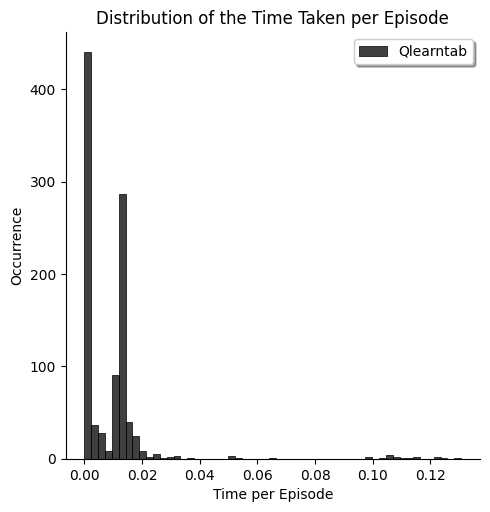 Distribution of the Time Taken per Episode
Qlearntab
400
300
200
100
0
Occurrence
0.00 0.02 0.04 0.06 0.08 0.10 0.12
Time per Episode